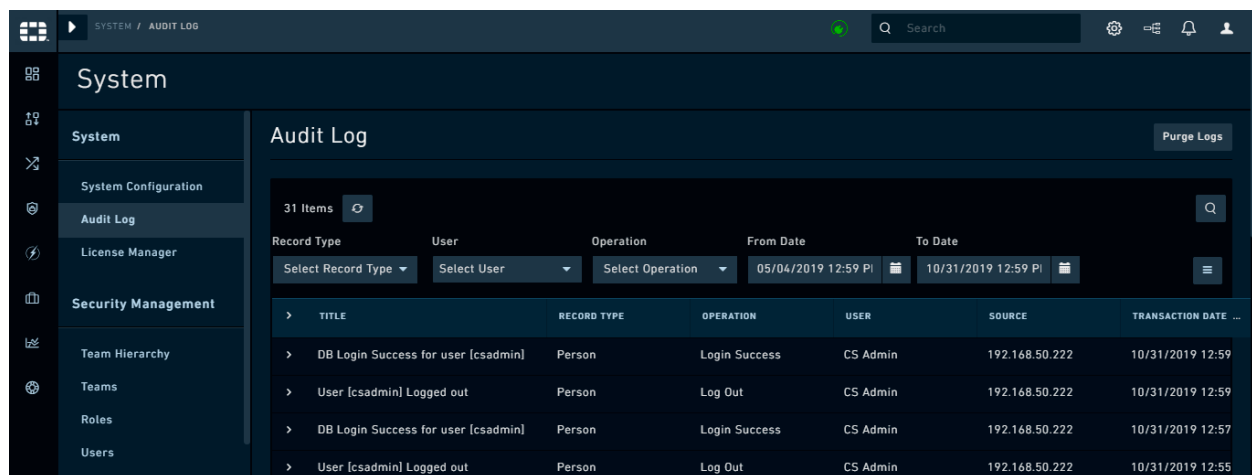 SYSTEM / AUDIT LOG
Search
System
System
System Configuration
Audit Log
License Manager
Security Management
Team Hierarchy
Teams
Roles
Users
Audit Log
Purge Logs
31 Items
Record Type User Operation From Date To Date
Select Record Type Select User Select Operation 05/04/2019 12:59 P 10/31/2019 12:59 P
TITLE RECORD TYPE OPERATION USER SOURCE TRANSACTION DATE ...
DB Login Success for user [csadmin] Person Login Success CS Admin 192.168.50.222 10/31/2019 12:59
User [csadmin] Logged out Person Log Out CS Admin 192.168.50.222 10/31/2019 12:59
DB Login Success for user [csadmin] Person Login Success CS Admin 192.168.50.222 10/31/2019 12:57
User [csadmin] Logged out Person Log Out CS Admin 192.168.50.222 10/31/2019 12:55